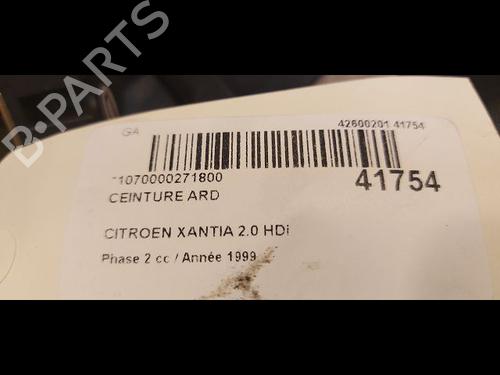 B-PARTS
GA
42600201 41754
*1070000271800
41754
CEINTURE ARD
CITROEN XANTIA 2.0 HDi
Phase 2 cc / Année 1999